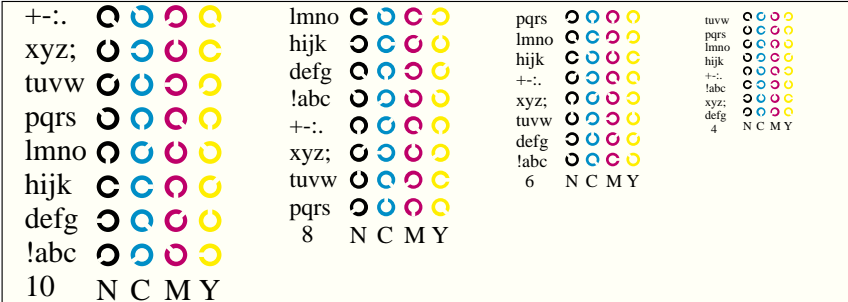 +-:.
xyz;
tuvw
pqrs
lmno
hijk
defg
!abc
10 N C M Y
lmno
hijk
defg
!abc
+-:.
xyz;
tuvw
pqrs
8 N C M Y
pqrs
lmno
hijk
+-:.
xyz;
tuvw
defg
!abc
6 N C M Y
tuvw
pqrs
lmno
hijk
+-:.
!abc
xyz;
defg
4 N C M Y